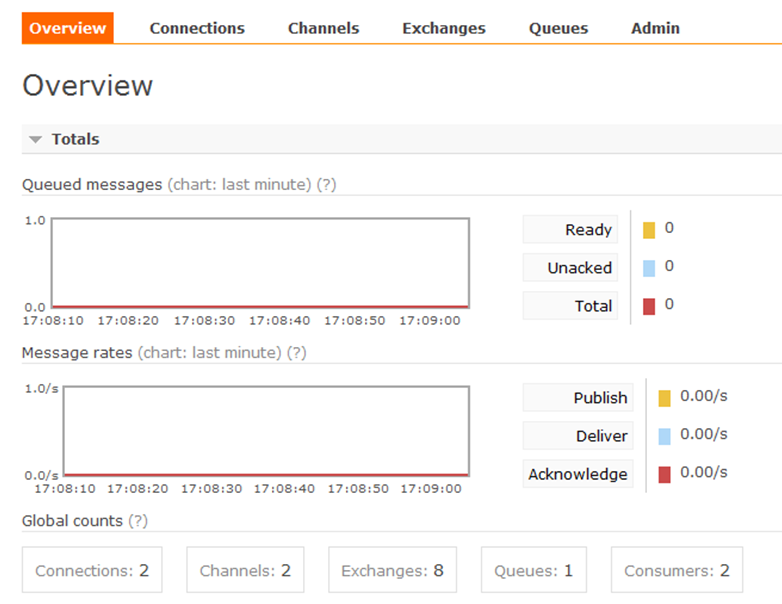 Overview Connections Channels Exchanges Queues Admin
Overview
Totals
Queued messages (chart: last minute) (?)
1.0
0.0
17:08:10 17:08:20 17:08:30 17:08:40 17:08:50 17:09:00
Ready 0
Unacked 0
Total 0
Message rates (chart: last minute) (?)
1.0/s
0.0/s
17:08:10 17:08:20 17:08:30 17:08:40 17:08:50 17:09:00
Publish 0.00/s
Deliver 0.00/s
Acknowledge 0.00/s
Global counts (?)
Connections: 2 Channels: 2 Exchanges: 8 Queues: 1 Consumers: 2